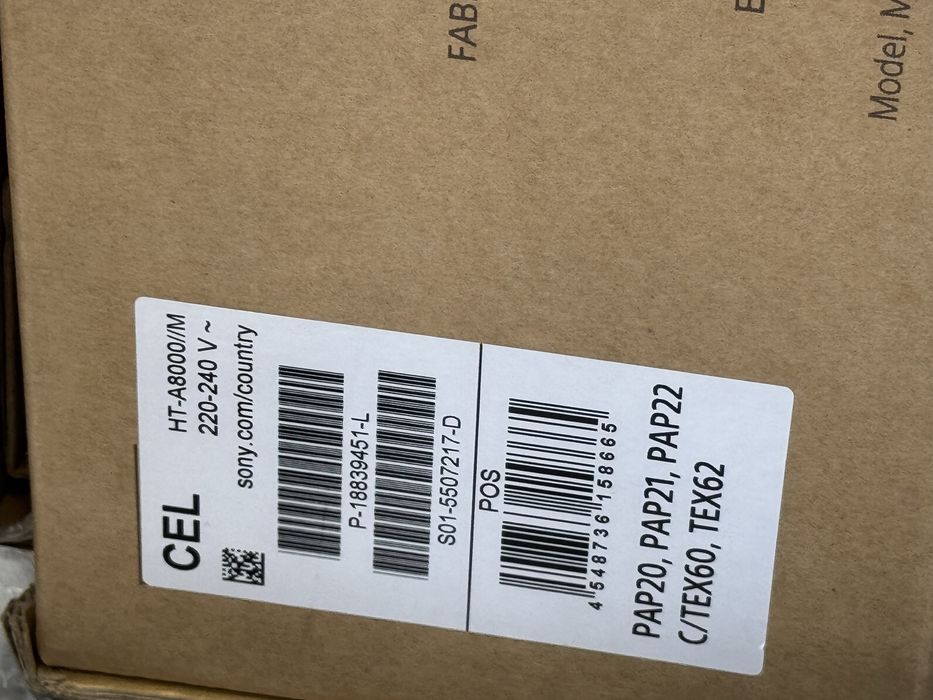 CEL
HT-A8000//M
220-240 V ~
sony.com/country
P-18839451-L
S01-5507217-D
POS
4 548736 158665
PAP20, PAP21, PAP22
C/TEX60, TEX62
Model,